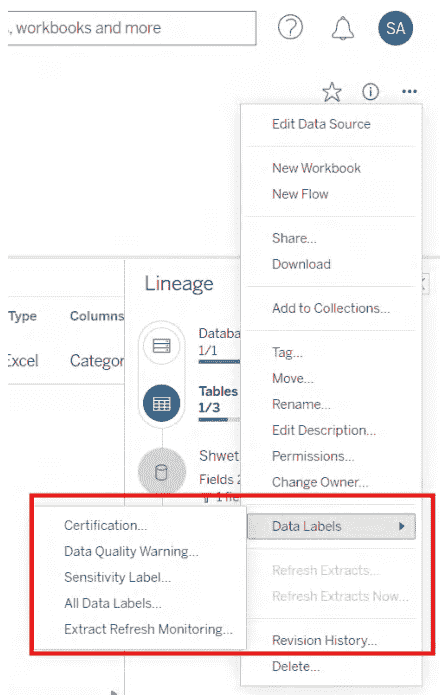 , workbooks and more
SA
Edit Data Source
New Workbook
New Flow
Share...
Download
Add to Collections...
Tag...
Move...
Rename...
Edit Description...
Permissions...
Change Owner...
Data Labels
Refresh Extracts...
Refresh Extracts Now...
Revision History...
Delete...
Lineage
Type Columns
Excel Categor
Databa
1/1
Tables
1/3
Shwet
Fields
Certification...
Data Quality Warning...
Sensitivity Label...
All Data Labels...
Extract Refresh Monitoring...